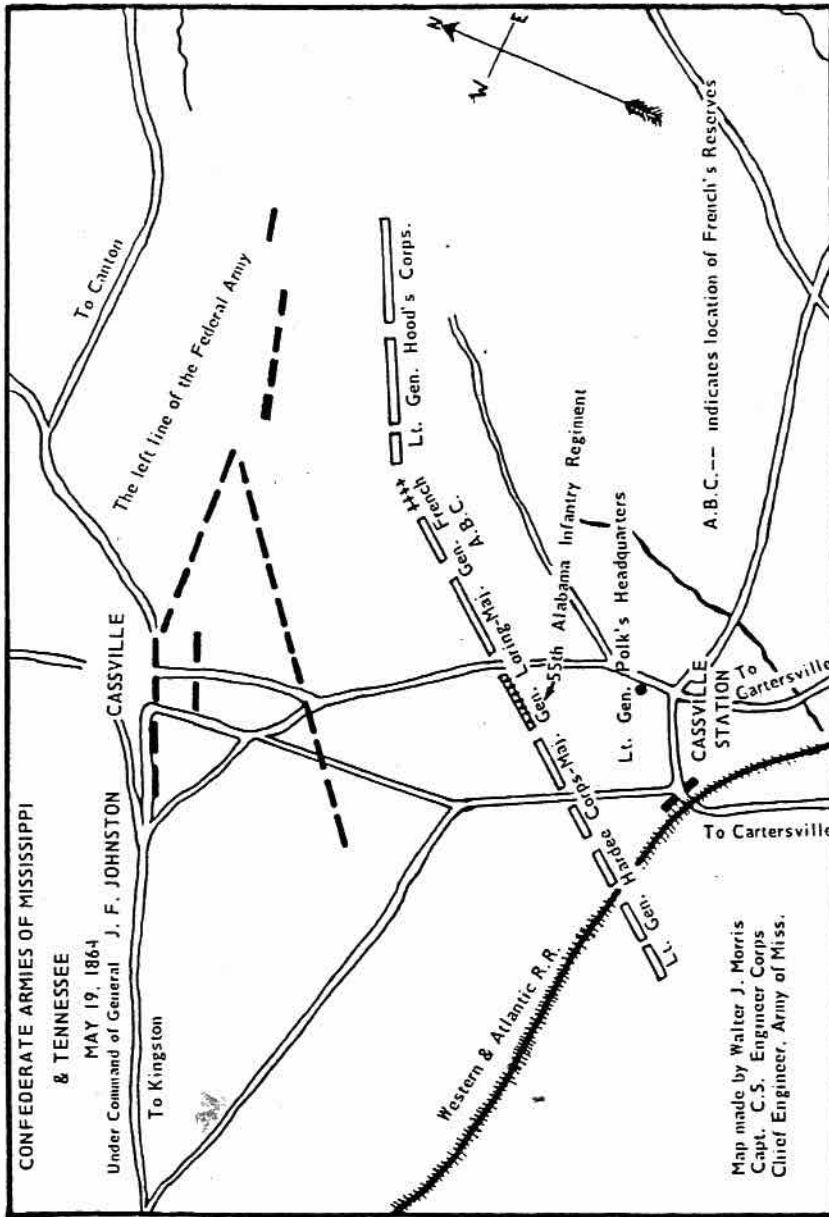 CONFEDERATE ARMIES OF MISSISSIPPI
& TENNESSEE
MAY 19, 1864
Under Command of General J. F. JOHNSTON
To Kingston
CASSVILLE
To Canton
The left line of the Federal Army
N
W
E
Lt. Gen. Hood's Corps.
Lt. Gen. Hardee Corps-Maj. Gen. Loring-Maj. Gen. French
A.B.C.
55th Alabama Infantry Regiment
Lt. Gen. Polk's Headquarters
Western & Atlantic R.R.
CASSVILLE
STATION
To
Cartersville
To Cartersville
A.B.C.-- indicates location of French's Reserves
Map made by Walter J. Morris
Capt. C.S. Engineer Corps
Chief Engineer, Army of Miss.